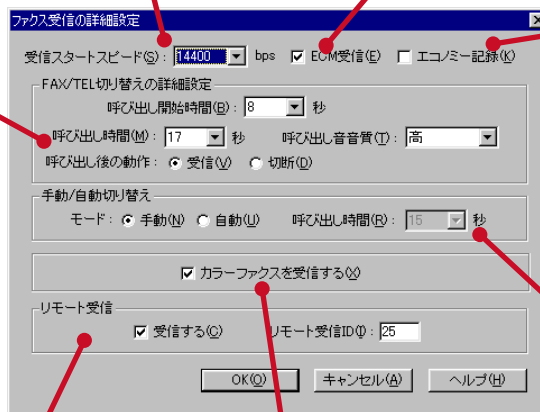 ファクス受信の詳細設定
受信スタートスピード(S): 14400 bps ECM受信(E) エコノミー記録(K)
FAX/TEL切り替えの詳細設定
呼び出し開始時間(B): 8 秒
呼び出し時間(M): 17 秒 呼び出し音音質(T): 高
呼び出し後の動作: 受信(V) 切断(D)
手動/自動切り替え
モード: 手動(N) 自動(U) 呼び出し時間(R): 15 秒
カラーファクスを受信する(X)
リモート受信
受信する(C) リモート受信ID(I): 25
OK(O) キャンセル(A) ヘルプ(H)